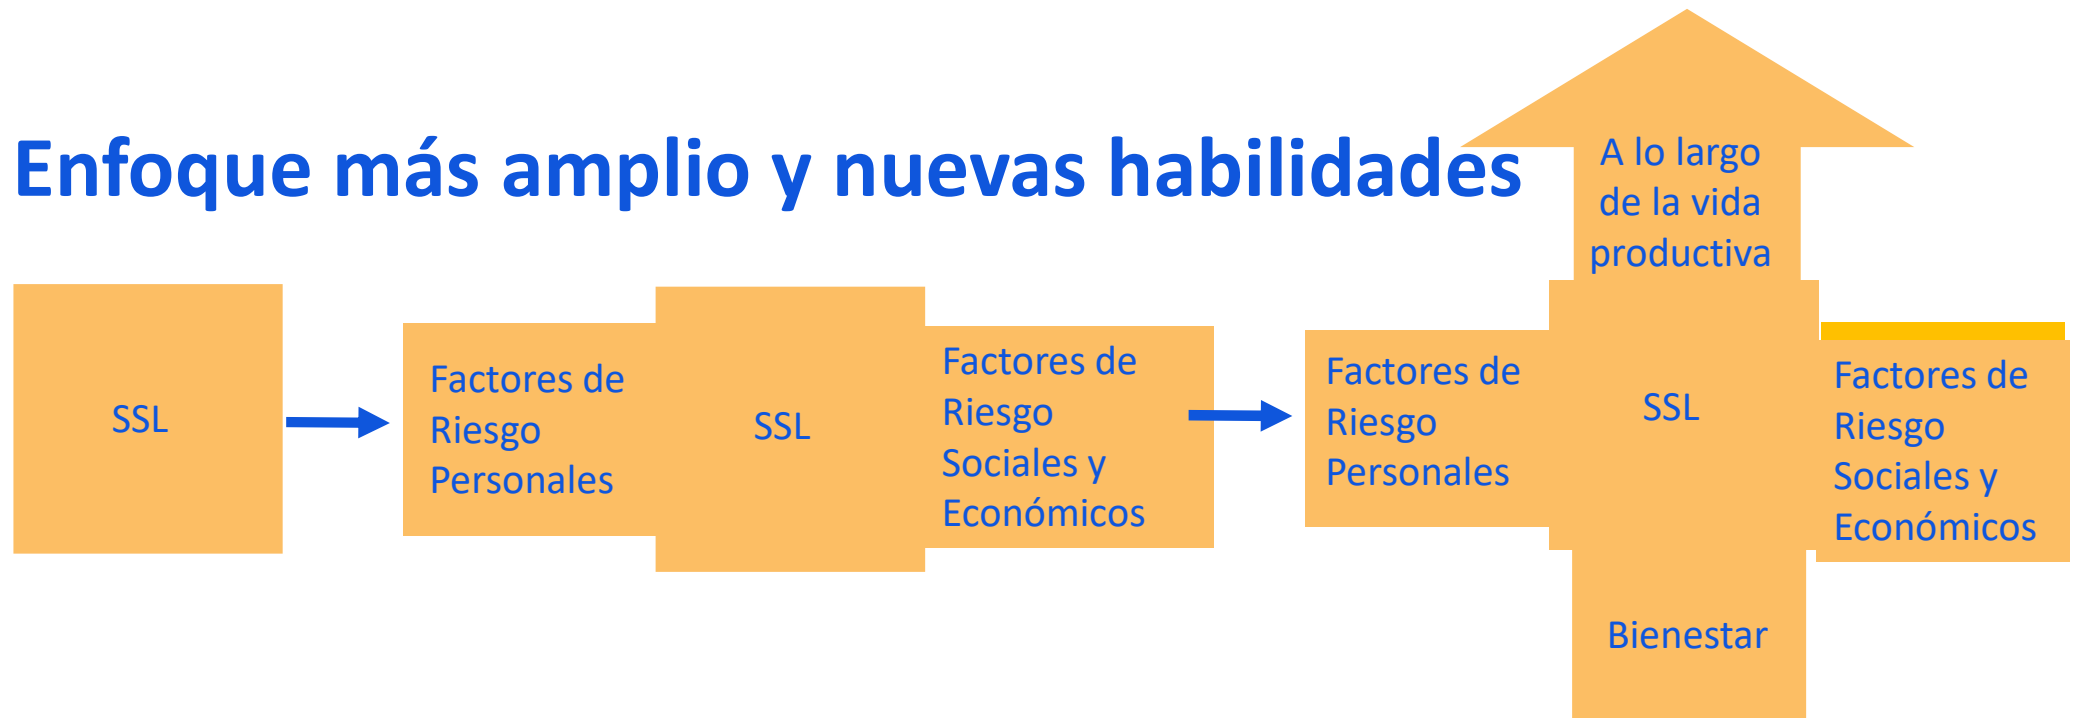 Enfoque más amplio y nuevas habilidades
A lo largo
de la vida
productiva
SSL
Factores de
Riesgo
Personales
SSL
Factores de
Riesgo
Sociales y
Económicos
Factores de
Riesgo
Personales
SSL
Factores de
Riesgo
Sociales y
Económicos
Bienestar